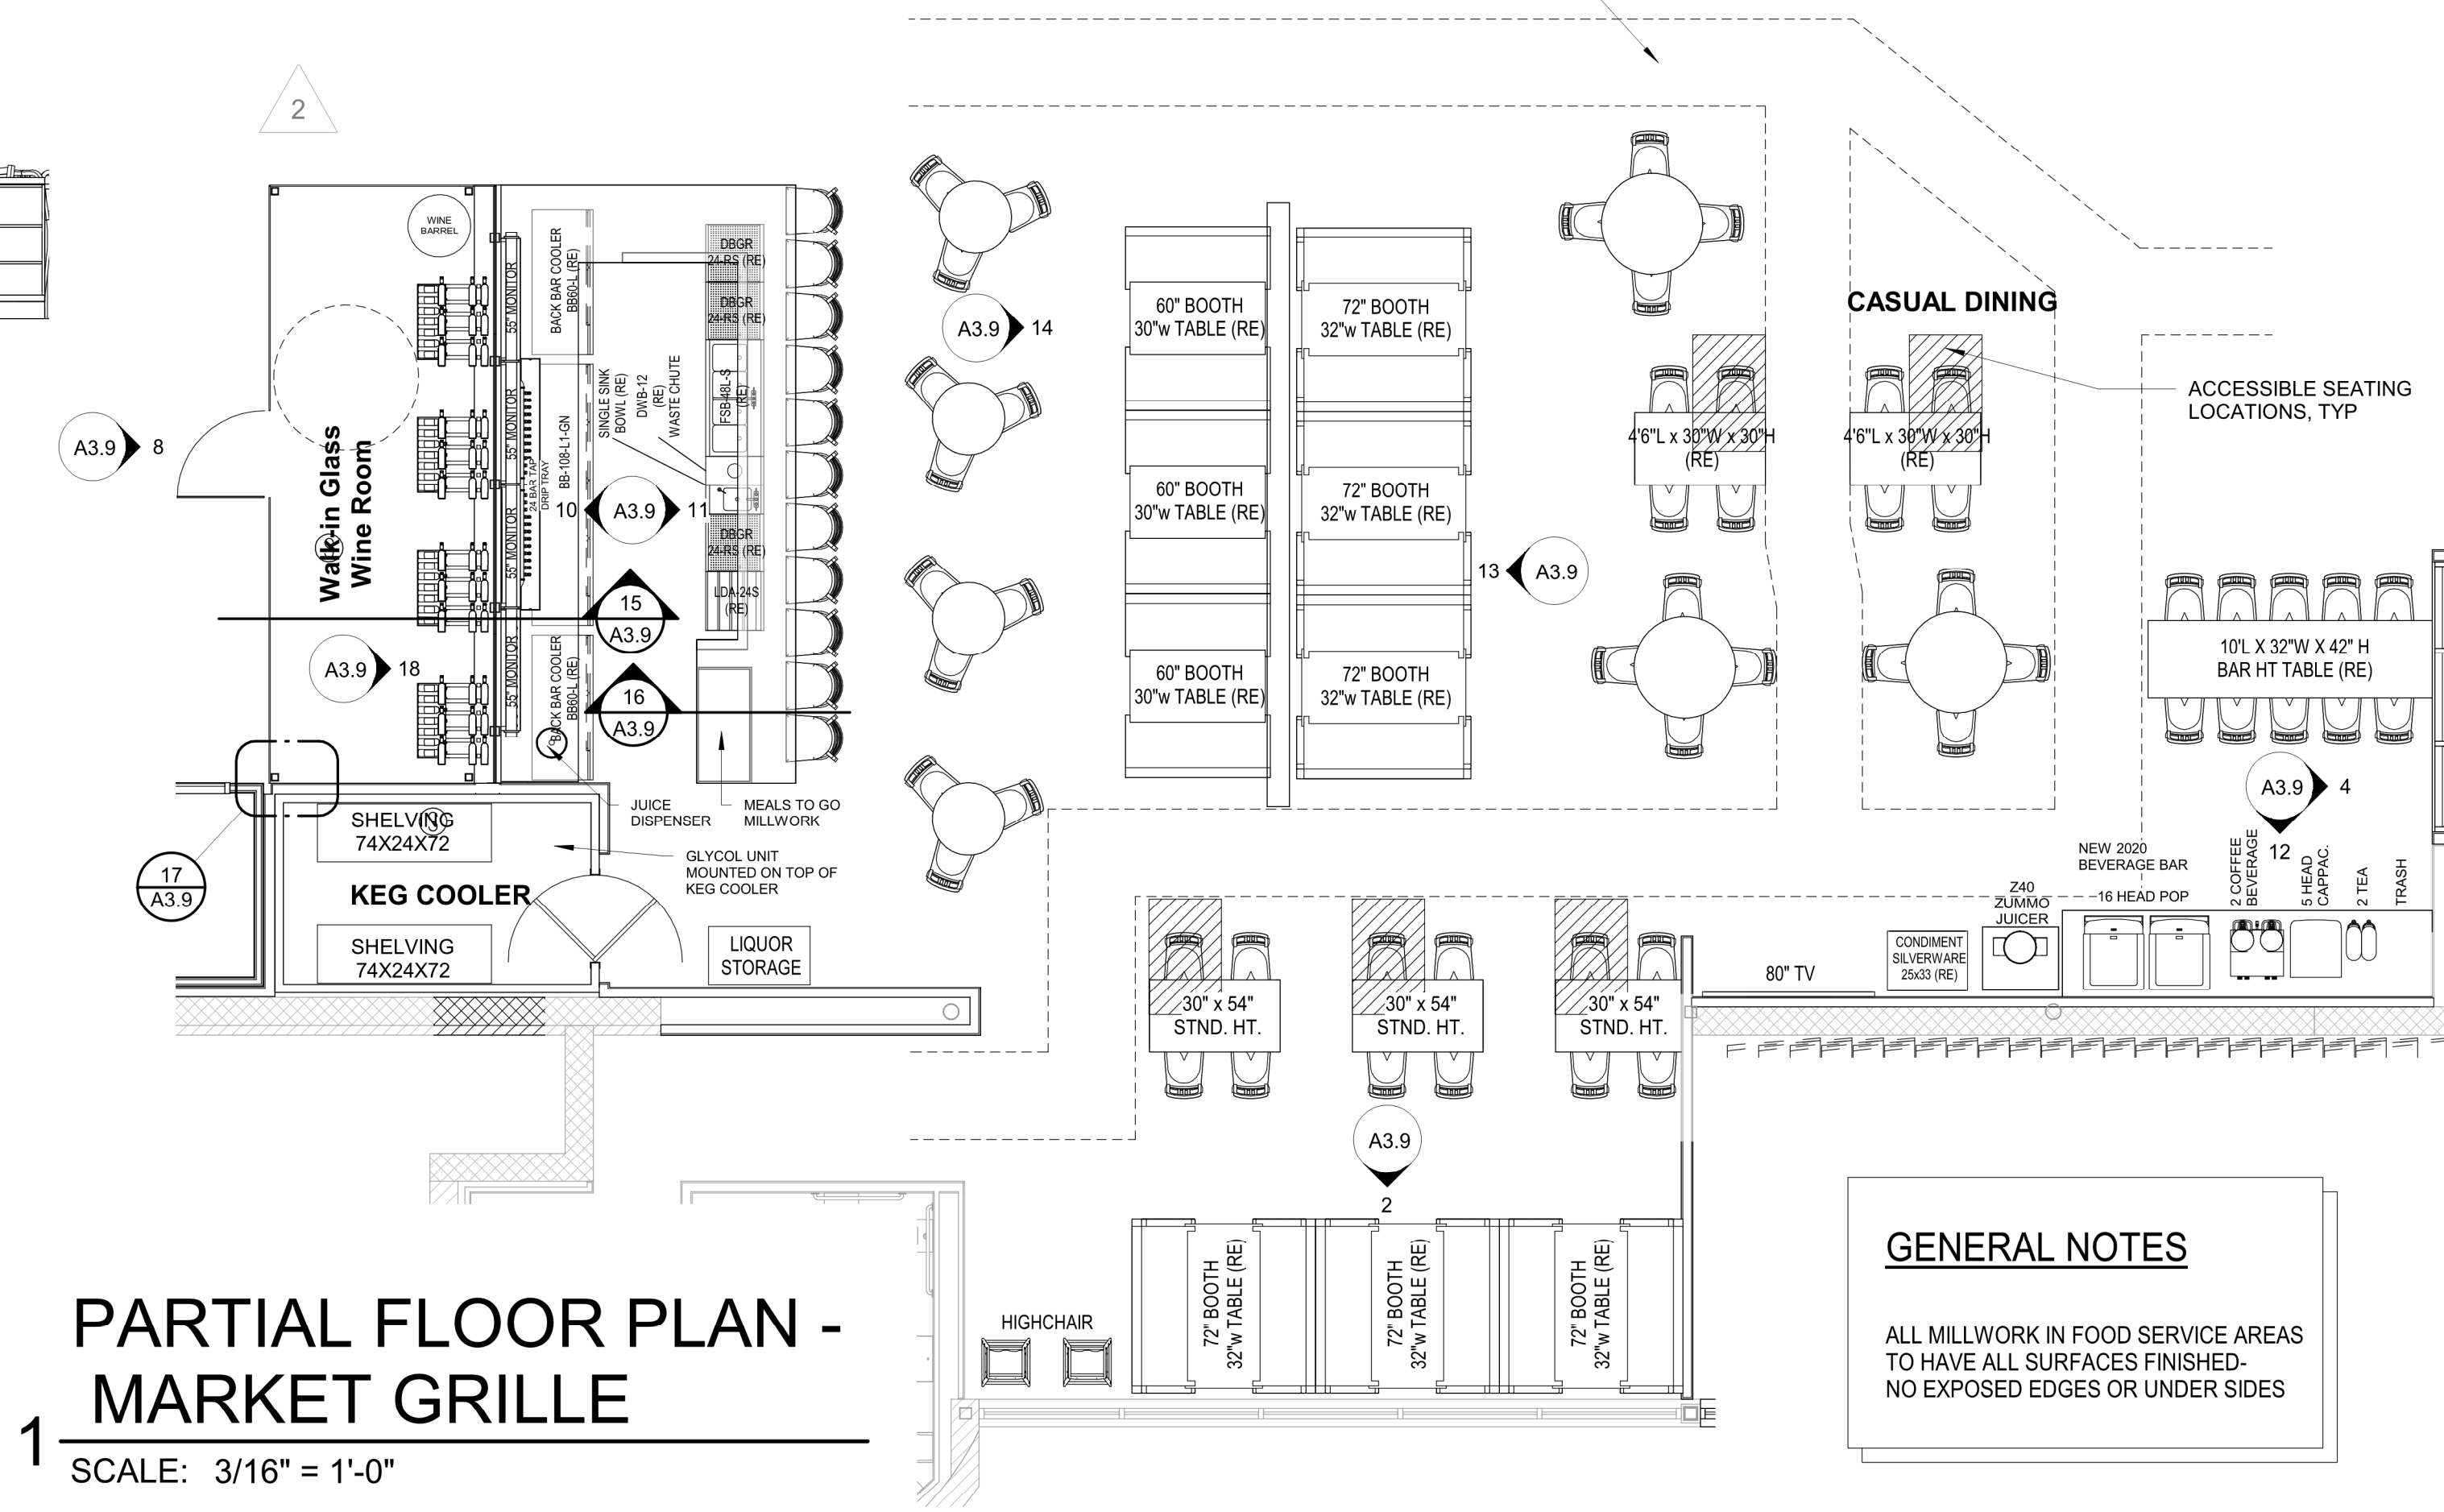 2
WINE
BARREL
Walk-in Glass
Wine Room
55" MONITOR
55" MONITOR
55" MONITOR
55" MONITOR
BACK BAR COOLER
BB60-L (RE)
24 BAR TAP
DRIP TRAY
BB-108-L1-GN
BACK BAR COOLER
BB60-L (RE)
SINGLE SINK
BOWL (RE)
DWB-12
(RE)
WASTE CHUTE
DBGR
24-RS (RE)
DBGR
24-RS (RE)
FSB-48L-S
(RE)
DBGR
24-RS (RE)
LDA-24S
(RE)
A3.9 8
10 A3.9 11
15
A3.9
16
A3.9
A3.9 18
17
A3.9
A3.9 14
13 A3.9
JUICE
DISPENSER
MEALS TO GO
MILLWORK
GLYCOL UNIT
MOUNTED ON TOP OF
KEG COOLER
SHELVING
74X24X72
3
KEG COOLER
SHELVING
74X24X72
LIQUOR
STORAGE
60" BOOTH
30"w TABLE (RE)
72" BOOTH
32"w TABLE (RE)
60" BOOTH
30"w TABLE (RE)
72" BOOTH
32"w TABLE (RE)
60" BOOTH
30"w TABLE (RE)
72" BOOTH
32"w TABLE (RE)
CASUAL DINING
ACCESSIBLE SEATING
LOCATIONS, TYP
4'6"L x 30"W x 30"H
(RE)
4'6"L x 30"W x 30"H
(RE)
10'L X 32"W X 42" H
BAR HT TABLE (RE)
A3.9 4
12
NEW 2020
BEVERAGE BAR
16 HEAD POP
Z40
ZUMMO
JUICER
2 COFFEE
BEVERAGE
5 HEAD
CAPPAC.
2 TEA
TRASH
CONDIMENT
SILVERWARE
25x33 (RE)
80" TV
30" x 54"
STND. HT.
30" x 54"
STND. HT.
30" x 54"
STND. HT.
A3.9
2
72" BOOTH
32"w TABLE (RE)
72" BOOTH
32"w TABLE (RE)
72" BOOTH
32"w TABLE (RE)
HIGHCHAIR
GENERAL NOTES
ALL MILLWORK IN FOOD SERVICE AREAS
TO HAVE ALL SURFACES FINISHED-
NO EXPOSED EDGES OR UNDER SIDES
PARTIAL FLOOR PLAN -
MARKET GRILLE
1
SCALE: 3/16" = 1'-0"